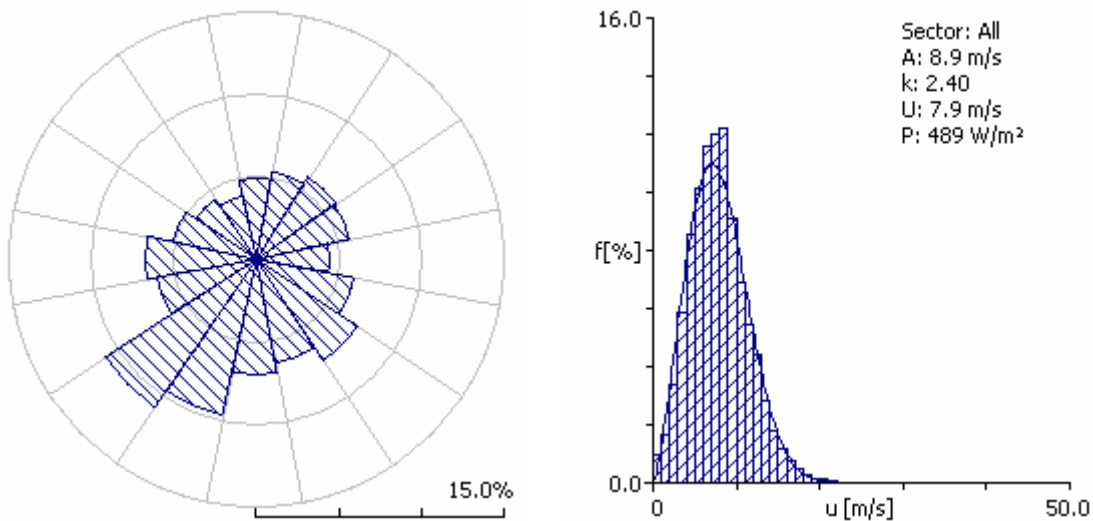 15.0%
16.0
Sector: All
A: 8.9 m/s
k: 2.40
U: 7.9 m/s
P: 489 W/m²
f[%]
0.0
0
u [m/s]
50.0